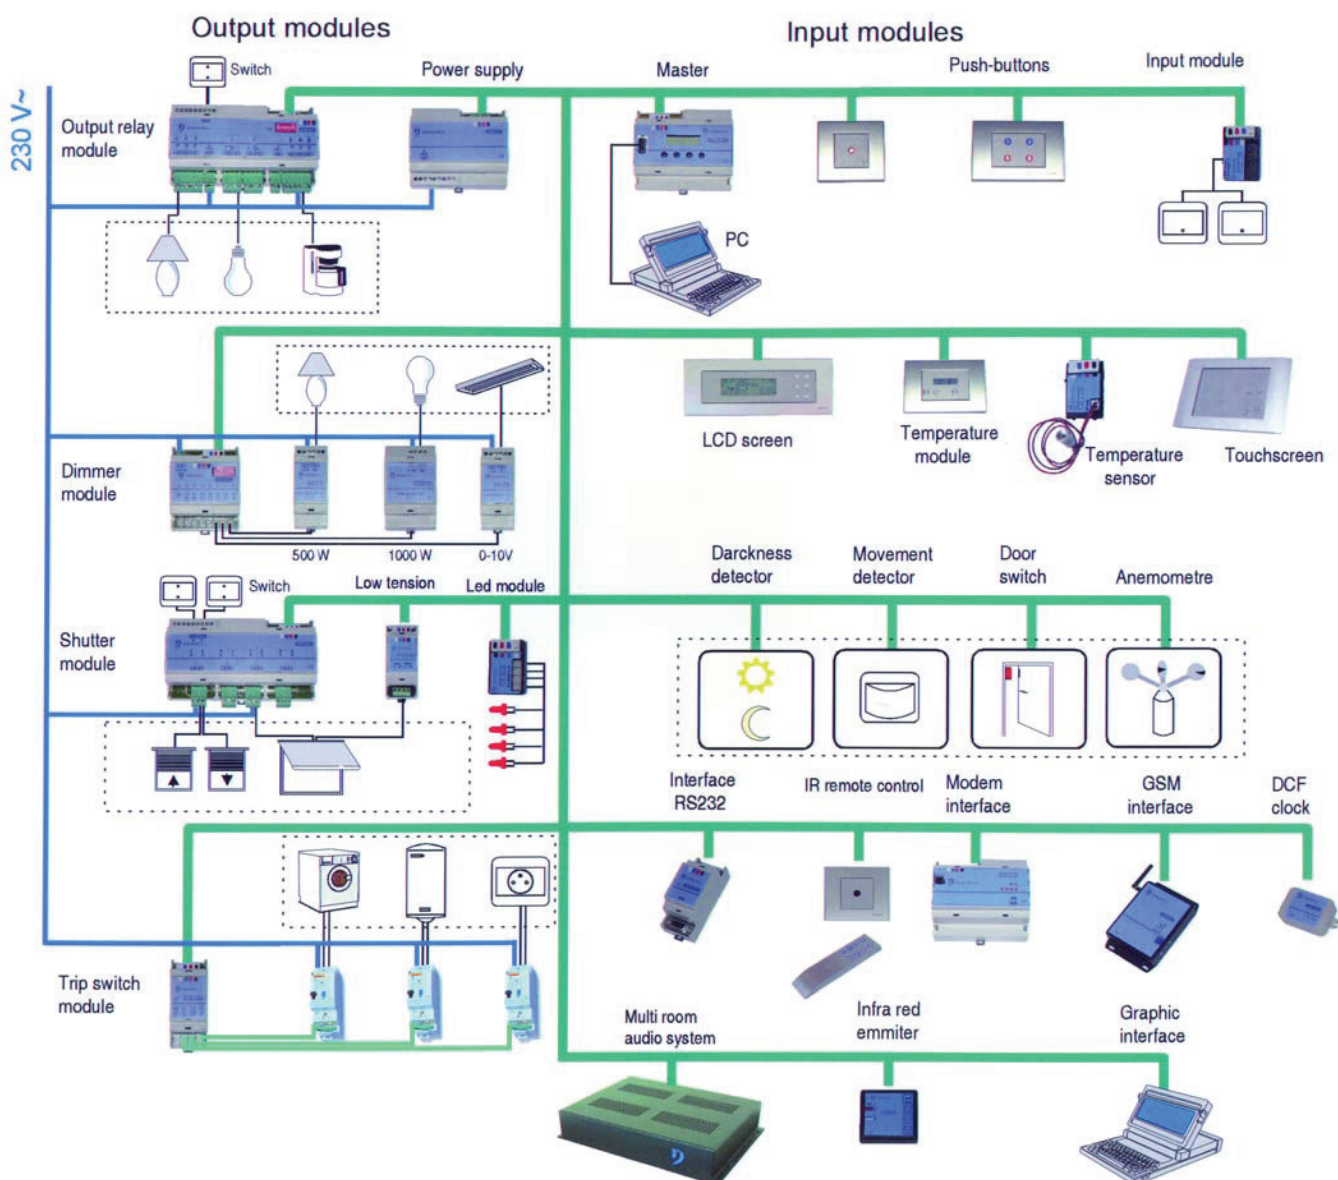 Output modules
Input modules
230 V~
Switch
Power supply
Master
Push-buttons
Input module
Output relay
module
PC
LCD screen
Temperature
module
Temperature
sensor
Touchscreen
Dimmer
module
500 W
1000 W
0-10V
Darckness
detector
Movement
detector
Door
switch
Anemometre
Switch
Low tension
Led module
Shutter
module
Interface
RS232
IR remote control
Modem
interface
GSM
interface
DCF
clock
Trip switch
module
Multi room
audio system
Infra red
emmiter
Graphic
interface